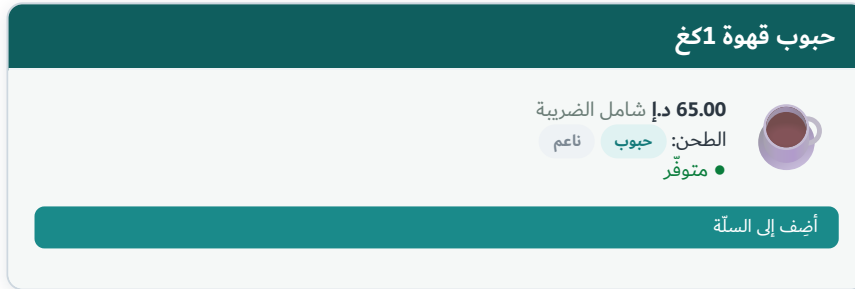 حبوب قهوة 1كغ
65.00 د.إ شامل الضريبة
الطحن: حبوب ناعم
● متوفّر
أضِف إلى السلّة